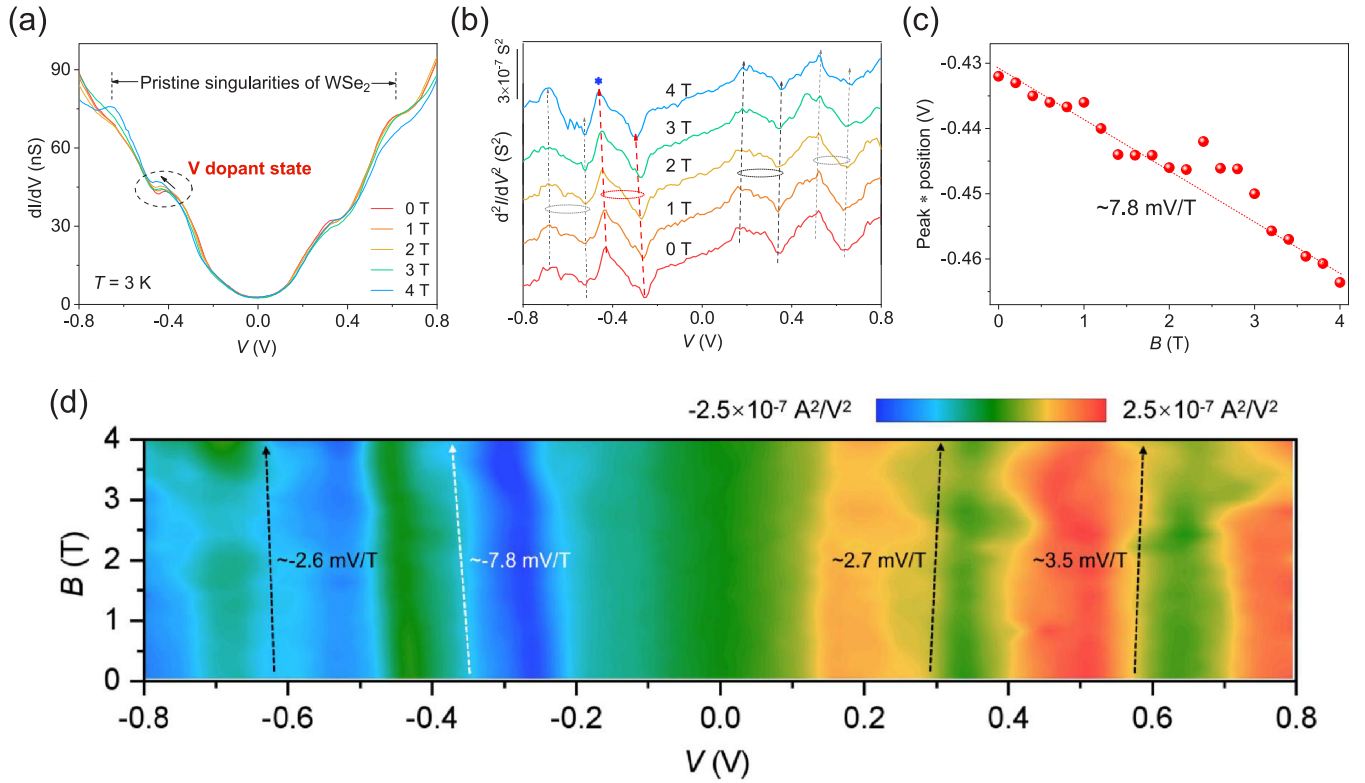 (a)
Pristine singularities of WSe₂
V dopant state
0 T
1 T
2 T
3 T
4 T
T = 3 K
dI/dV (nS)
90
60
30
0
-0.8 -0.4 0.0 0.4 0.8
V (V)
(b)
3×10⁻⁷ S²
d²I/dV² (S²)
*
4 T
3 T
2 T
1 T
0 T
-0.8 -0.4 0.0 0.4 0.8
V (V)
(c)
Peak * position (V)
-0.43
-0.44
-0.45
-0.46
~7.8 mV/T
0 1 2 3 4
B (T)
(d)
-2.5×10⁻⁷ A²/V² 2.5×10⁻⁷ A²/V²
B (T)
4
3
2
1
0
~-2.6 mV/T ~-7.8 mV/T ~2.7 mV/T ~3.5 mV/T
-0.8 -0.6 -0.4 -0.2 0.0 0.2 0.4 0.6 0.8
V (V)